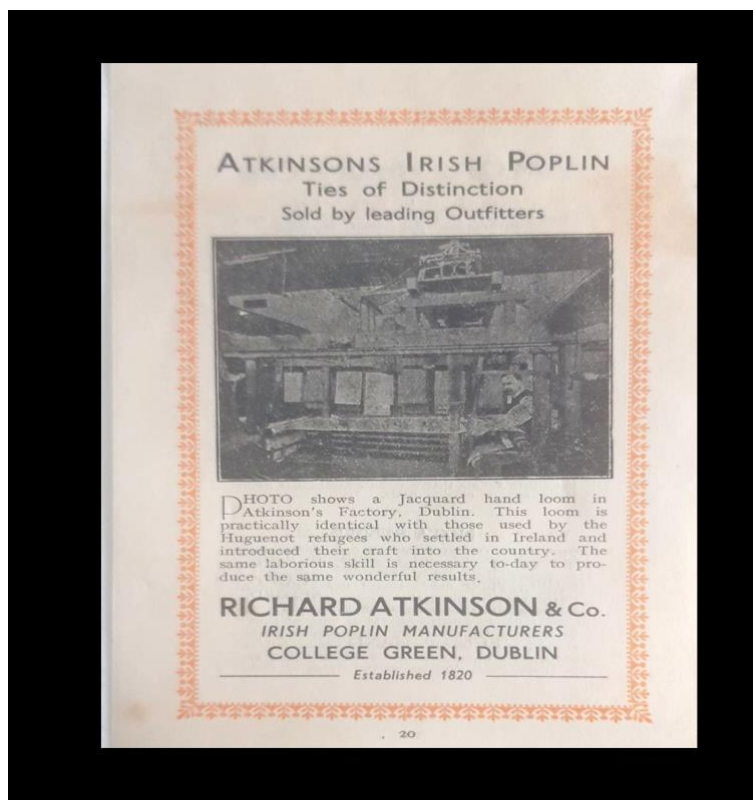 ATKINSONS IRISH POPLIN
Ties of Distinction
Sold by leading Outfitters
PHOTO shows a Jacquard hand loom in
Atkinson's Factory, Dublin. This loom is
practically identical with those used by the
Huguenot refugees who settled in Ireland and
introduced their craft into the country. The
same laborious skill is necessary to-day to pro-
duce the same wonderful results.
RICHARD ATKINSON & Co.
IRISH POPLIN MANUFACTURERS
COLLEGE GREEN, DUBLIN
Established 1820
20